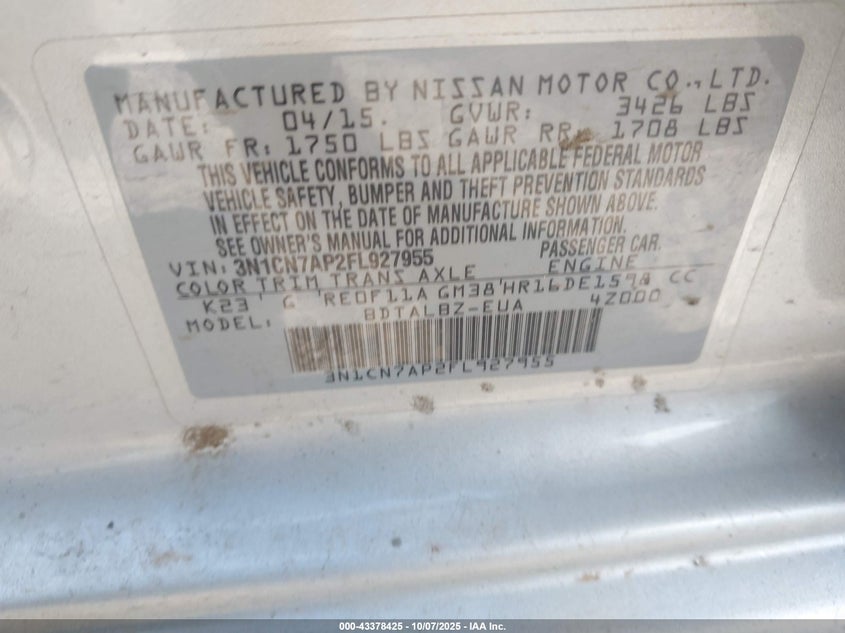 MANUFACTURED BY NISSAN MOTOR CO., LTD.
DATE: 04/15. GVWR: 3426 LBS
GAWR FR: 1750 LBS GAWR RR: 1708 LBS
THIS VEHICLE CONFORMS TO ALL APPLICABLE FEDERAL MOTOR
VEHICLE SAFETY, BUMPER AND THEFT PREVENTION STANDARDS
IN EFFECT ON THE DATE OF MANUFACTURE SHOWN ABOVE.
SEE OWNER'S MANUAL FOR ADDITIONAL INFORMATION.
VIN: 3N1CN7AP2FL927955 PASSENGER CAR.
COLOR TRIM TRANS AXLE ENGINE
K23 G RE0F11A GM38 HR16DE1598 CC
MODEL: BDTALBZ-EUA 4Z000
3N1CN7AP2FL927955
000-43378425 - 10/07/2025 - IAA Inc.